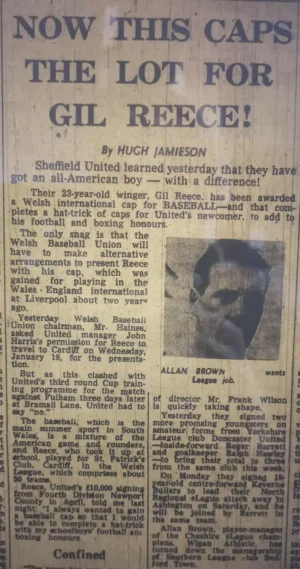 NOW THIS CAPS
THE LOT FOR
GIL REECE!
By HUGH JAMIESON
Sheffield United learned yesterday that they have
got an all-American boy — with a difference!
Their 23-year-old winger, Gil Reece, has been awarded
a Welsh international cap for BASEBALL—and that com-
pletes a hat-trick of caps for United's newcomer, to add to
his football and boxing honours.
The only snag is that the
Welsh Baseball Union will
have to make alternative
arrangements to present Reece
with his cap, which was
gained for playing in the
Wales - England international
at Liverpool about two years
ago.
Yesterday Welsh Baseball
Union chairman, Mr. Haines,
asked United manager John
Harris's permission for Reece to
travel to Cardiff on Wednesday,
January 19, for the presenta-
tion.
But as this clashed with
United's third round Cup train-
ing programme for the match
against Fulham three days later
at Bramall Lane, United had to
say "no."
The baseball, which is the
main summer sport in South
Wales, is a mixture of the
American game and rounders,
and Reece, who took it up at
school, played for St. Patrick's
Club, Cardiff, in the Welsh
League, which comprises about
50 teams.
Reece, United's £10,000 signing
from Fourth Division Newport
County in April, told me last
night: "I always wanted to gain
a baseball cap so that I would
be able to complete a hat-trick
with my schoolboys' football and
boxing honours.
Confined
ALLAN BROWN wants
League job.
of director Mr. Frank Wilson
is quickly taking shape.
Yesterday they signed two
more promising youngsters on
amateur forms from Yorkshire
League club Doncaster United
—inside-forward Roger Barrett
and goalkeeper Ralph
—to bring their total to three
from the same club this week.
On Monday they signed 16-
year-old centre-forward Keverin
Bullars to lead their North
Regional League attack away to
Ashington on Saturday, and he
will be joined by Barrett in
the same team.
Allan Brown, player-manager
of the Cheshire League cham-
pions, Wigan Athletic, has
turned down the managership
of Southern League club Bed-
ford Town.